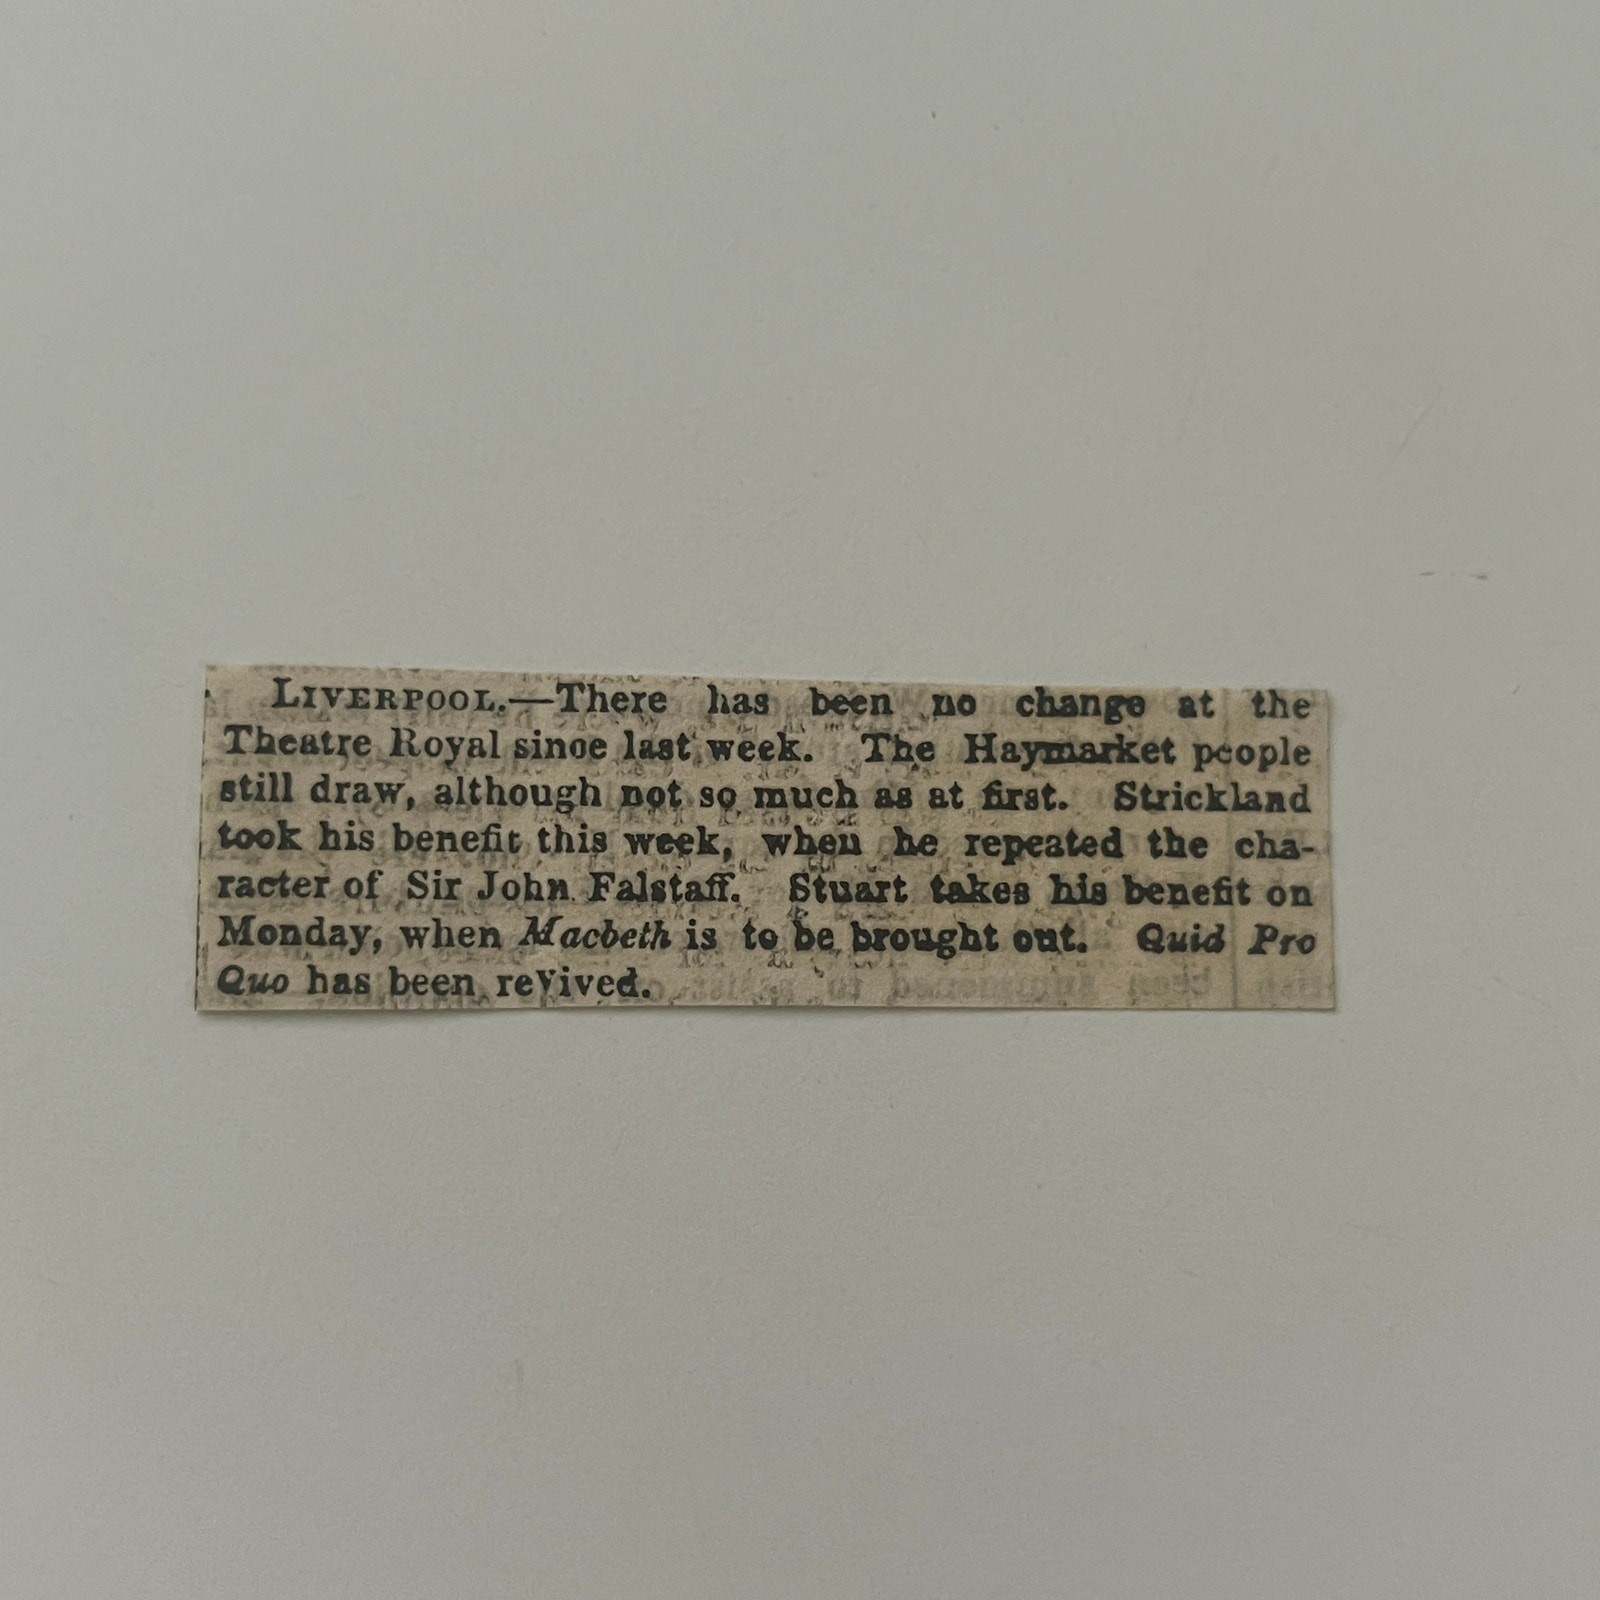 LIVERPOOL.—There has been no change at the
Theatre Royal since last week. The Haymarket people
still draw, although not so much as at first. Strickland
took his benefit this week, when he repeated the cha-
racter of Sir John Falstaff. Stuart takes his benefit on
Monday, when Macbeth is to be brought out. Quid Pro
Quo has been revived.